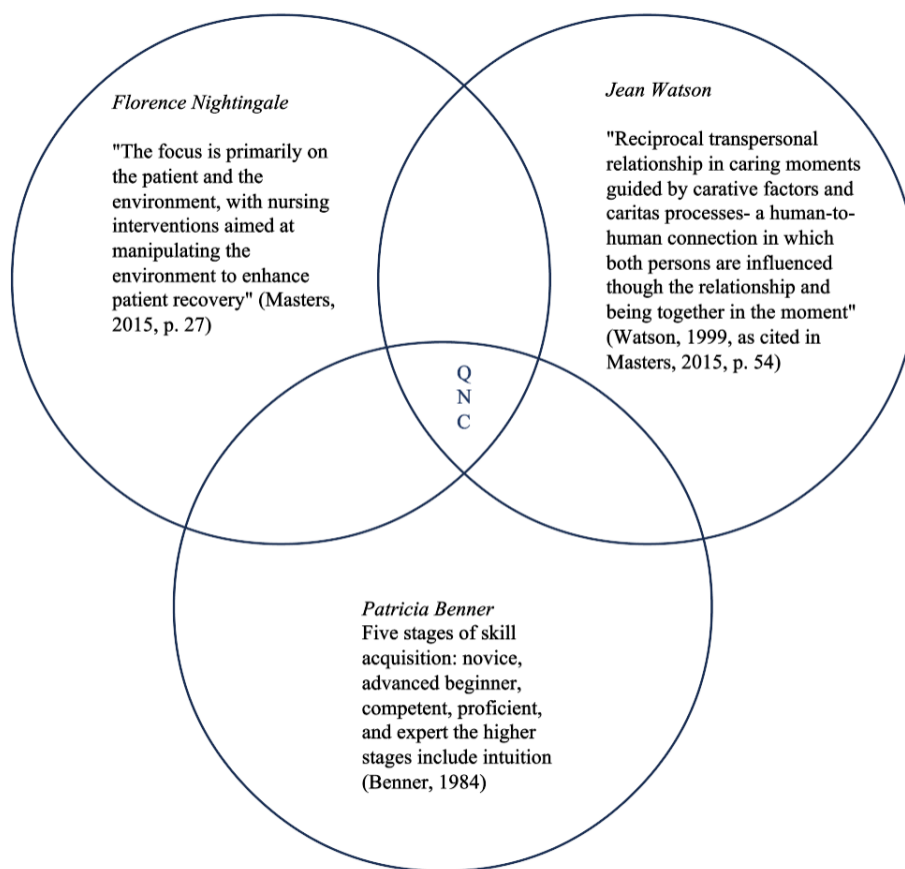 Florence Nightingale
"The focus is primarily on
the patient and the
environment, with nursing
interventions aimed at
manipulating the
environment to enhance
patient recovery" (Masters,
2015, p. 27)
Jean Watson
"Reciprocal transpersonal
relationship in caring moments
guided by carative factors and
caritas processes- a human-to-
human connection in which
both persons are influenced
though the relationship and
being together in the moment"
(Watson, 1999, as cited in
Masters, 2015, p. 54)
Q
N
C
Patricia Benner
Five stages of skill
acquisition: novice,
advanced beginner,
competent, proficient,
and expert the higher
stages include intuition
(Benner, 1984)